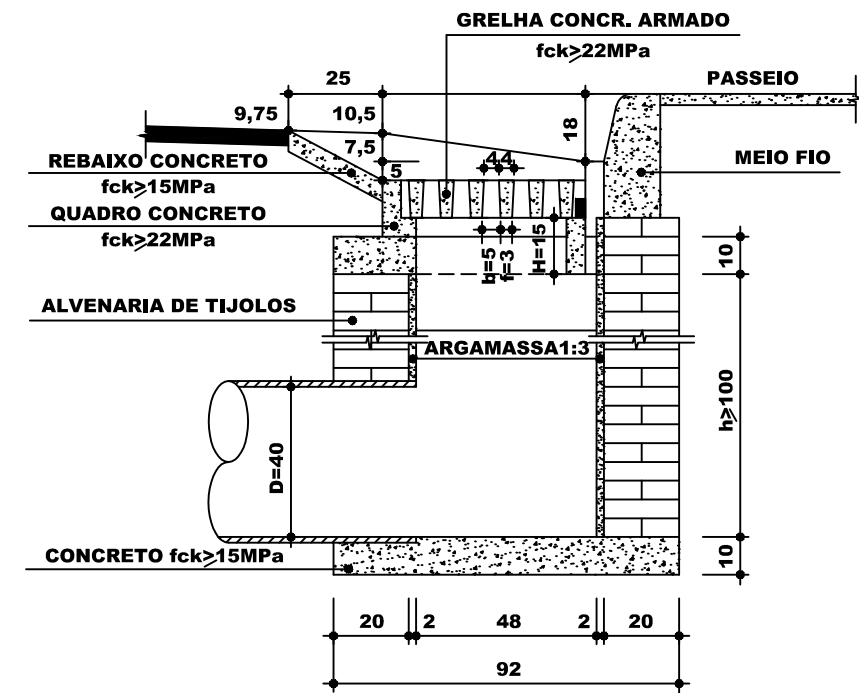 GRELHA CONCR. ARMADO
fck≥22MPa
25
PASSEIO
9,75
10,5
18
7,5
44
REBAIXO CONCRETO
5
MEIO FIO
fck≥15MPa
QUADRO CONCRETO
fck≥22MPa
b=5
f=3
H=15
10
ALVENARIA DE TIJOLOS
ARGAMASSA1:3
h≥100
D=40
CONCRETO fck≥15MPa
10
20
2
48
2
20
92